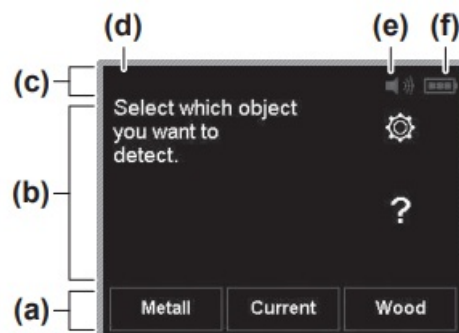 (d) (e) (f)
(c)
Select which object
you want to
detect.
(b)
?
(a)
Metall Current Wood